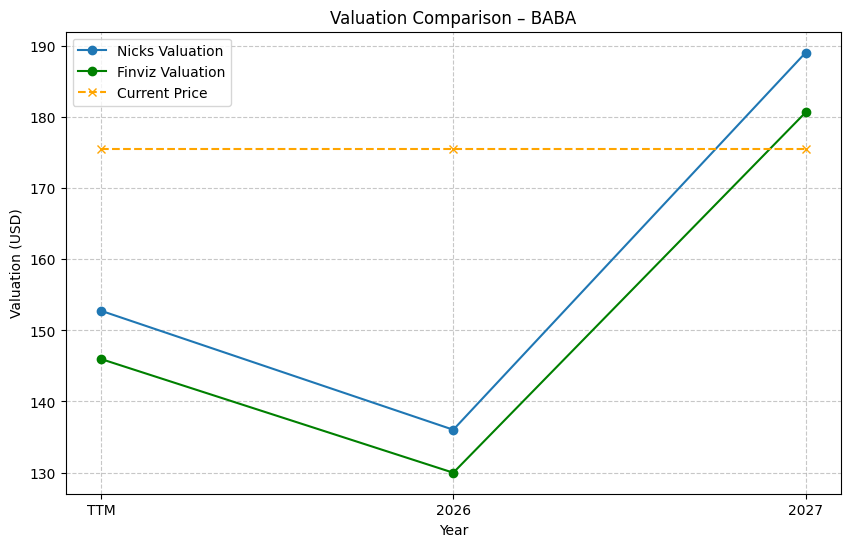 Valuation Comparison – BABA
Nicks Valuation
Finviz Valuation
Current Price
190
180
170
160
150
140
130
Valuation (USD)
TTM
2026
2027
Year